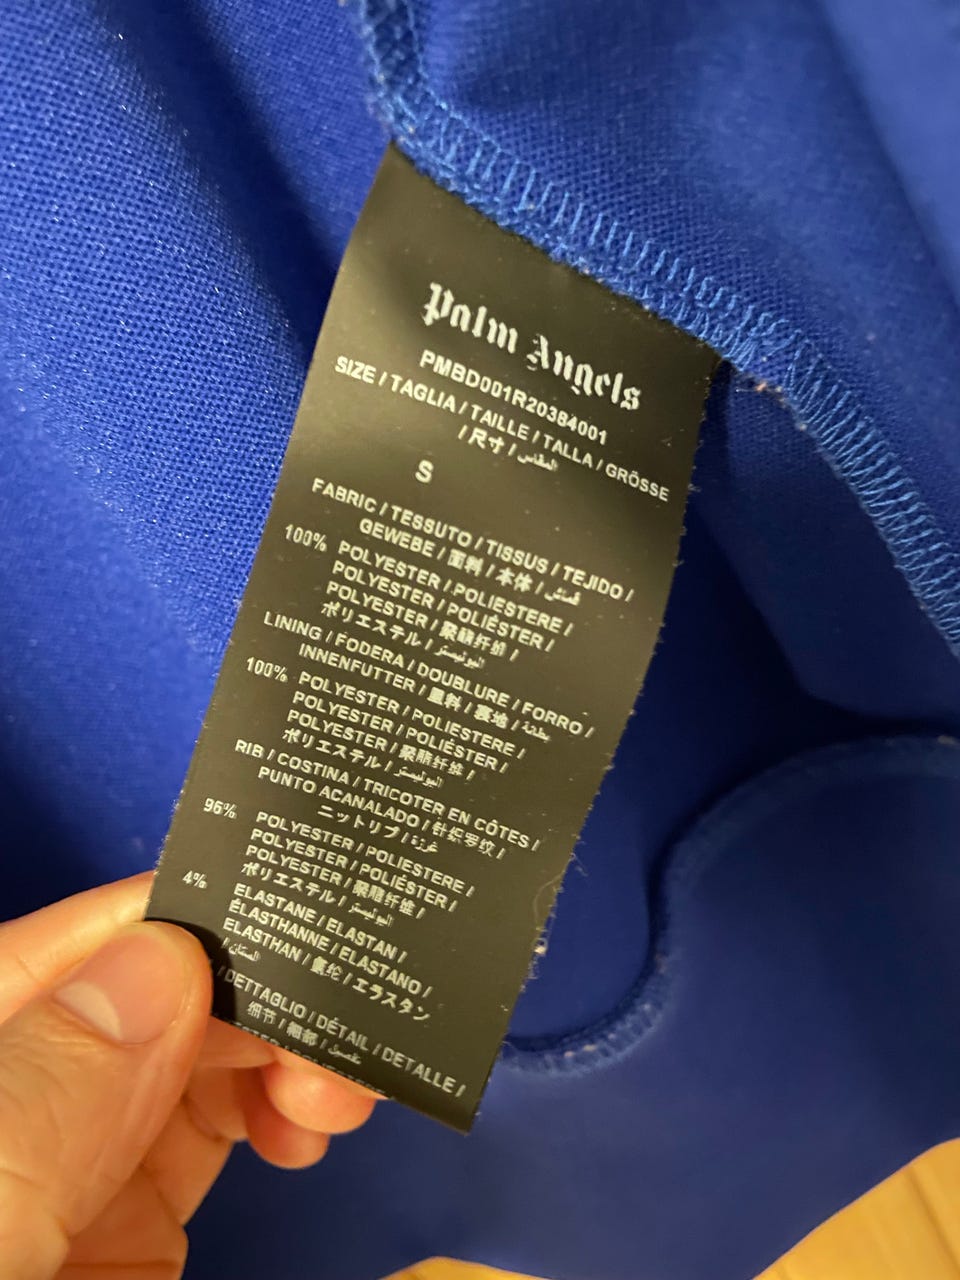 Palm Angels
PMBD001R20384001
SIZE / TAGLIA / TAILLE / TALLA / GRÖSSE
/ 尺寸 / المقاس
S
FABRIC / TESSUTO / TISSUS / TEJIDO /
GEWEBE / 面料 / 本体 / قماش
100% POLYESTER / POLIESTERE /
POLYESTER / POLIÉSTER /
POLYESTER / 聚酯纤维 /
ポリエステル / البوليستر
LINING / FODERA / DOUBLURE / FORRO /
INNENFUTTER / 里料 / 裏地 / بطانة
100% POLYESTER / POLIESTERE /
POLYESTER / POLIÉSTER /
POLYESTER / 聚酯纤维 /
ポリエステル / البوليستر
RIB / COSTINA / TRICOTER EN CÔTES /
PUNTO ACANALADO / 针织罗纹 /
ニットリブ / غرزة
96% POLYESTER / POLIESTERE /
POLYESTER / POLIÉSTER /
POLYESTER / 聚酯纤维 /
ポリエステル / البوليستر
4% ELASTANE / ELASTAN /
ÉLASTHANNE / ELASTANO /
ELASTHAN / 氨纶 / エラスタン
/ الصستان
/ DETTAGLIO / DÉTAIL / DETALLE /
细节 / 細部 / تفصيل